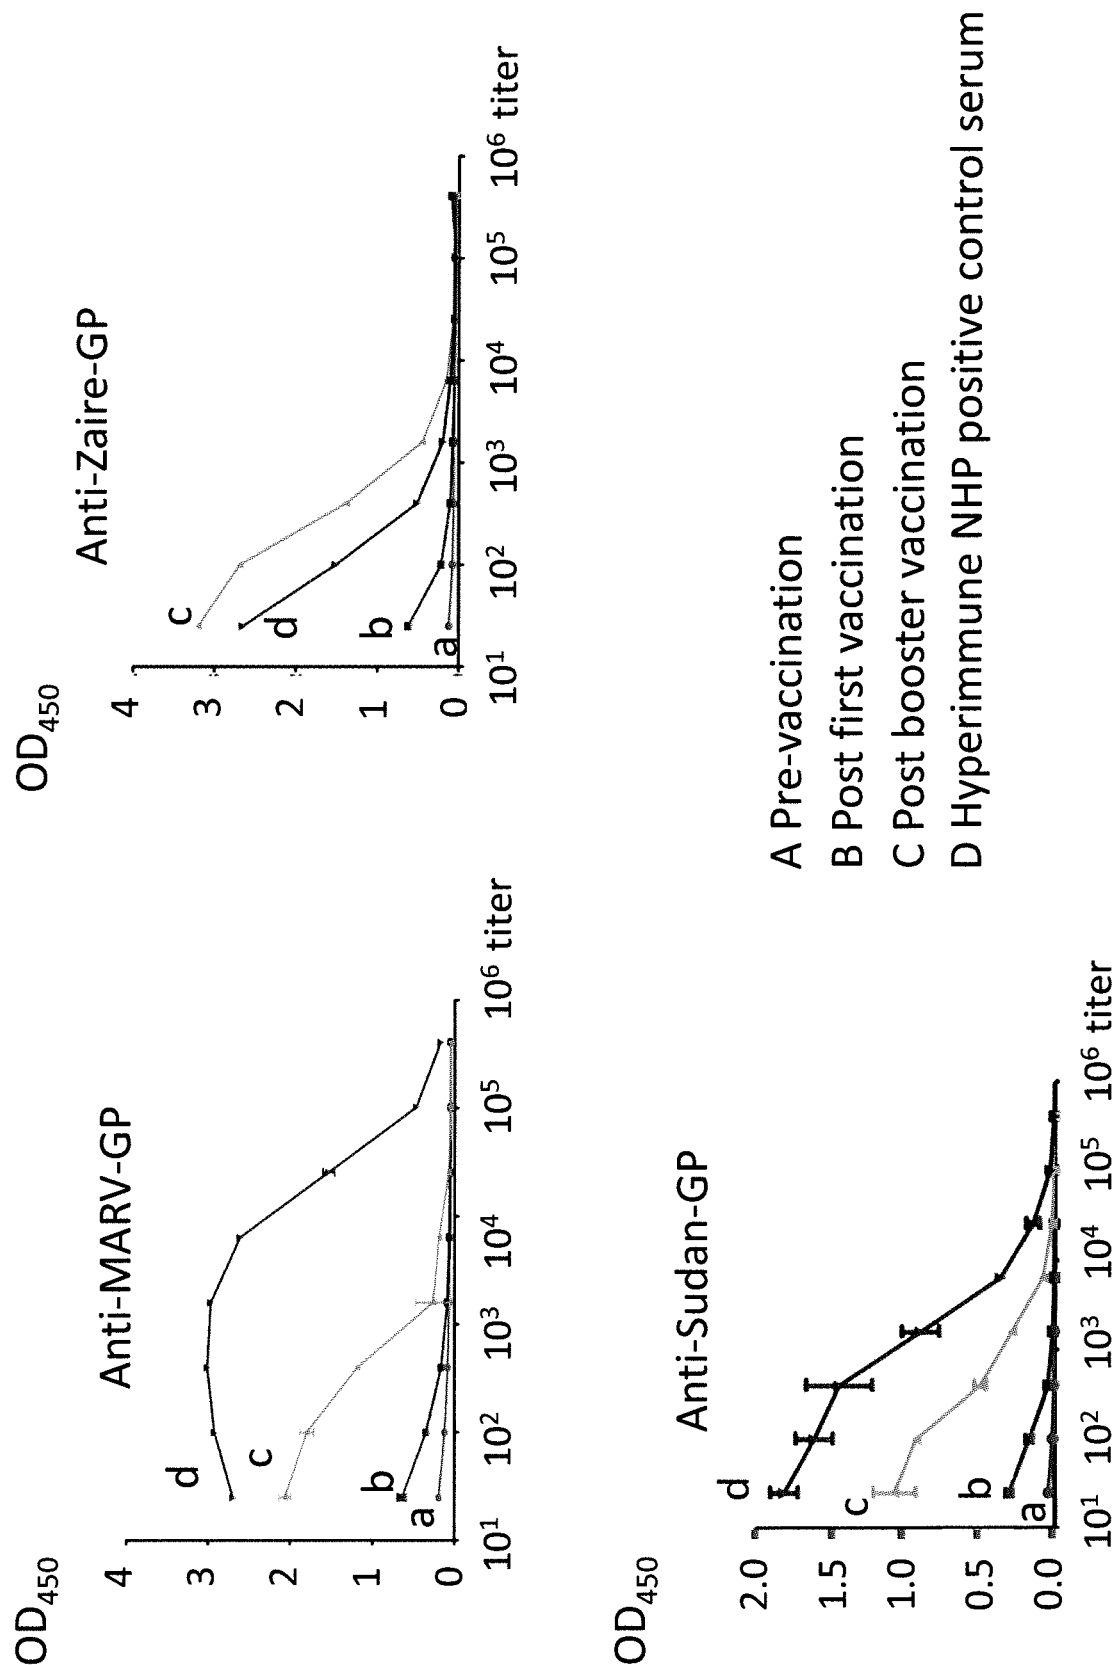 Anti-MARV-GP
OD450
4
3
2
1
0
d
c
b
a
10¹ 10² 10³ 10⁴ 10⁵ 10⁶ titer
Anti-Zaire-GP
OD450
4
3
2
1
0
c
d
b
a
10¹ 10² 10³ 10⁴ 10⁵ 10⁶ titer
Anti-Sudan-GP
OD450
2.0
1.5
1.0
0.5
0.0
d
c
b
a
10¹ 10² 10³ 10⁴ 10⁵ 10⁶ titer
A Pre-vaccination
B Post first vaccination
C Post booster vaccination
D Hyperimmune NHP positive control serum